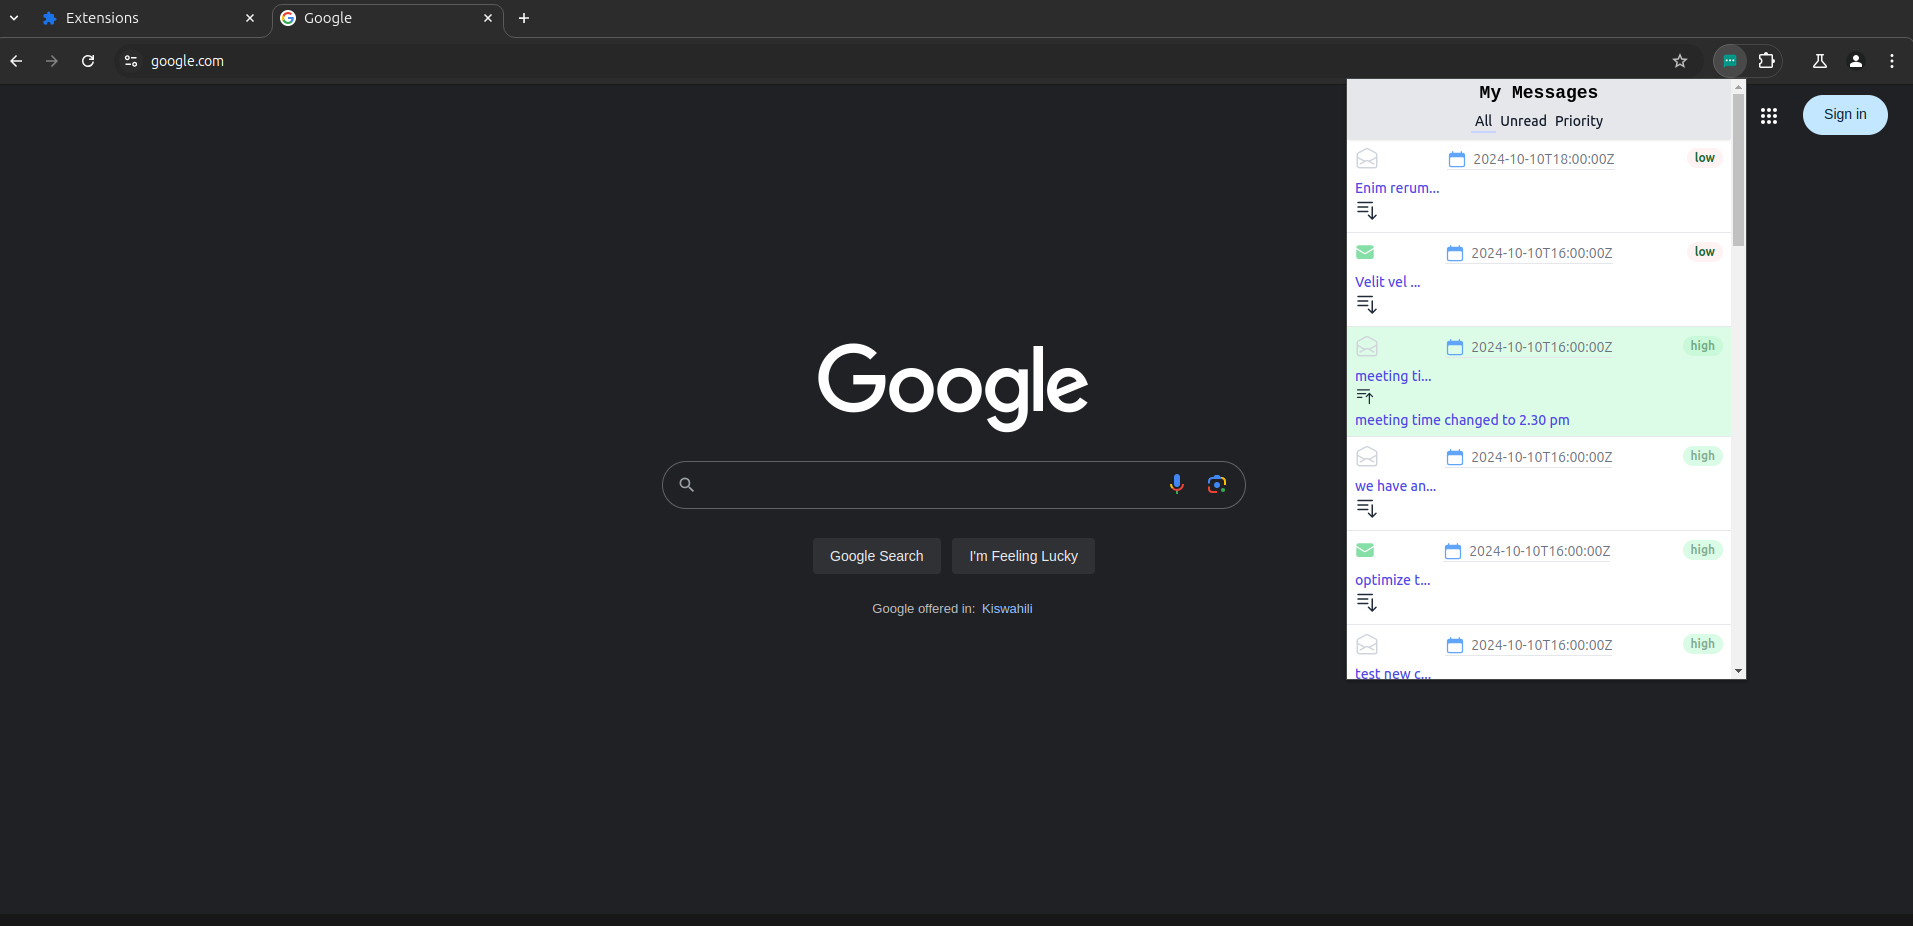 Extensions
Google
google.com
My Messages
All Unread Priority
Sign in
2024-10-10T18:00:00Z low
Enim rerum...
2024-10-10T16:00:00Z low
Velit vel ...
2024-10-10T16:00:00Z high
meeting ti...
meeting time changed to 2.30 pm
2024-10-10T16:00:00Z high
we have an...
2024-10-10T16:00:00Z high
optimize t...
2024-10-10T16:00:00Z high
test new c...
Google
Google Search I'm Feeling Lucky
Google offered in: Kiswahili